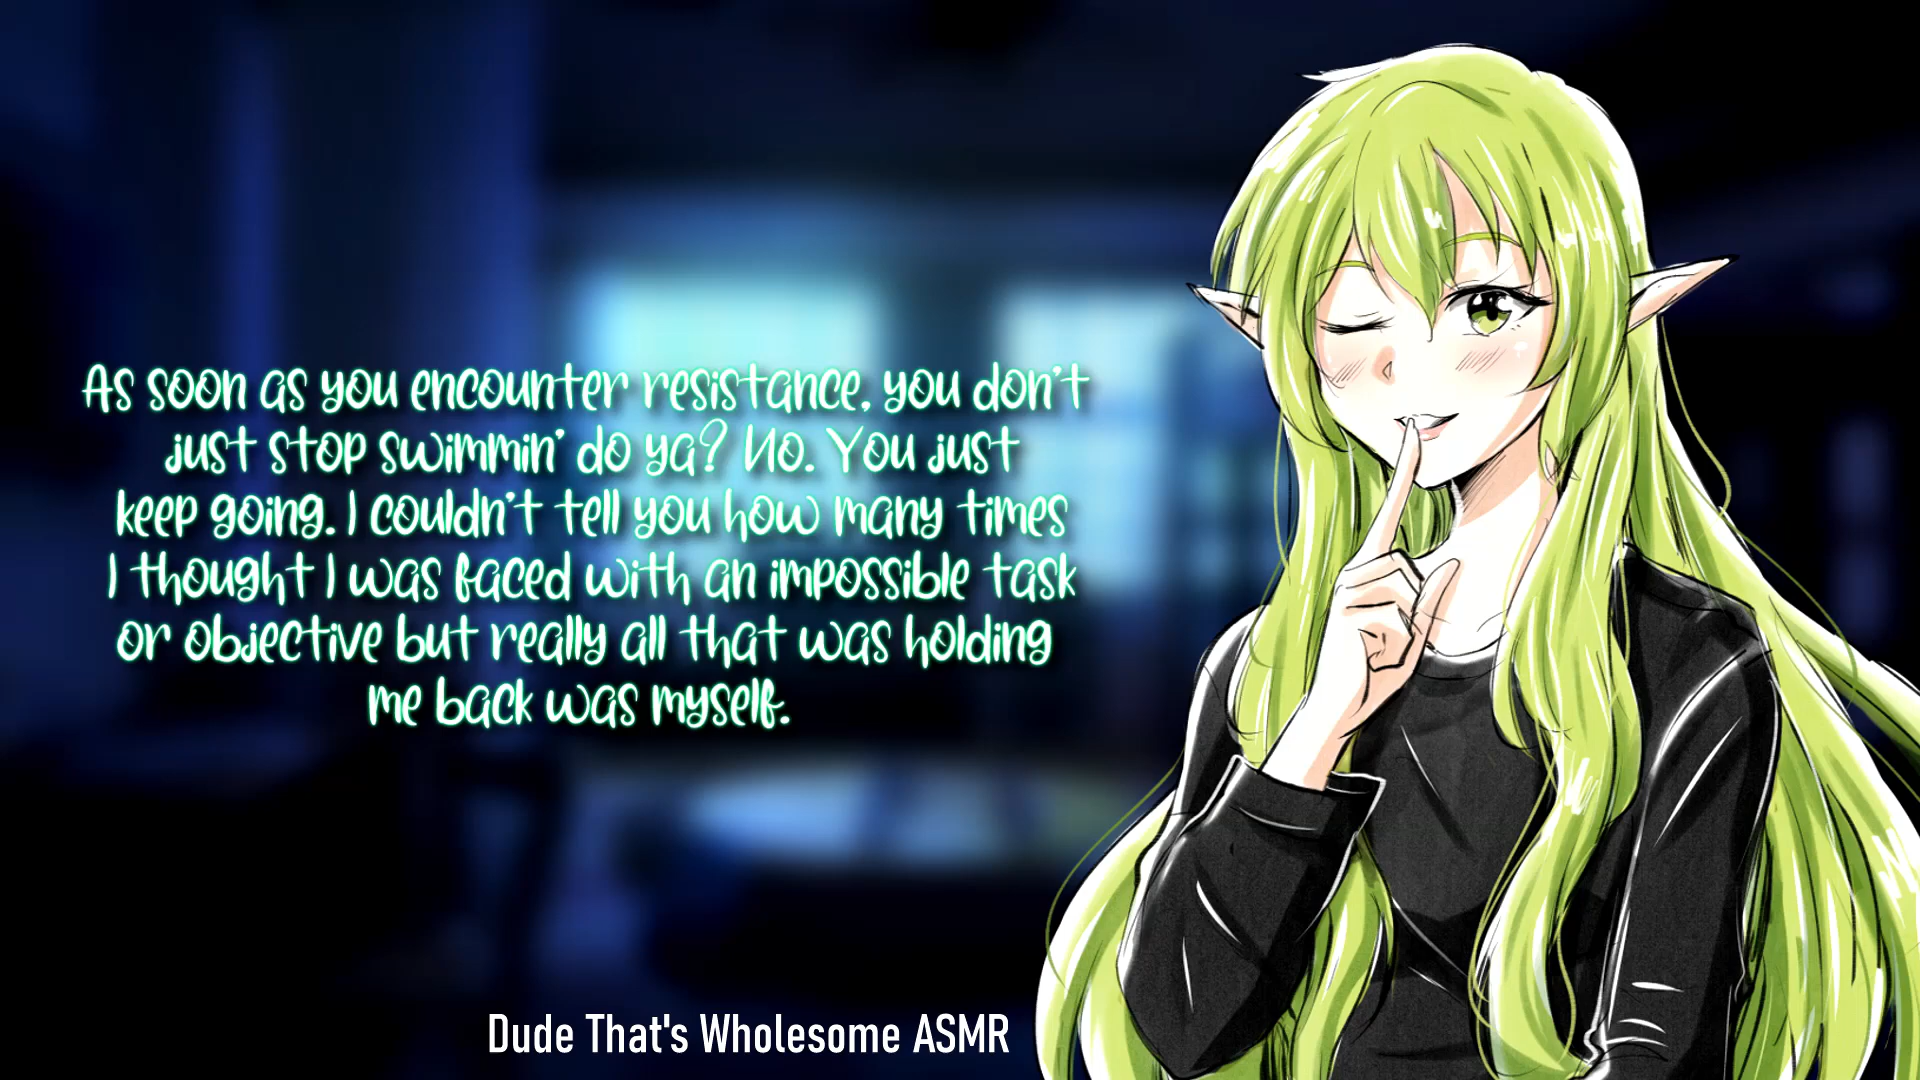 As soon as you encounter resistance, you don't
just stop swimmin' do ya? No. You just
keep going. I couldn't tell you how many times
I thought I was faced with an impossible task
or objective but really all that was holding
me back was myself.
Dude That's Wholesome ASMR